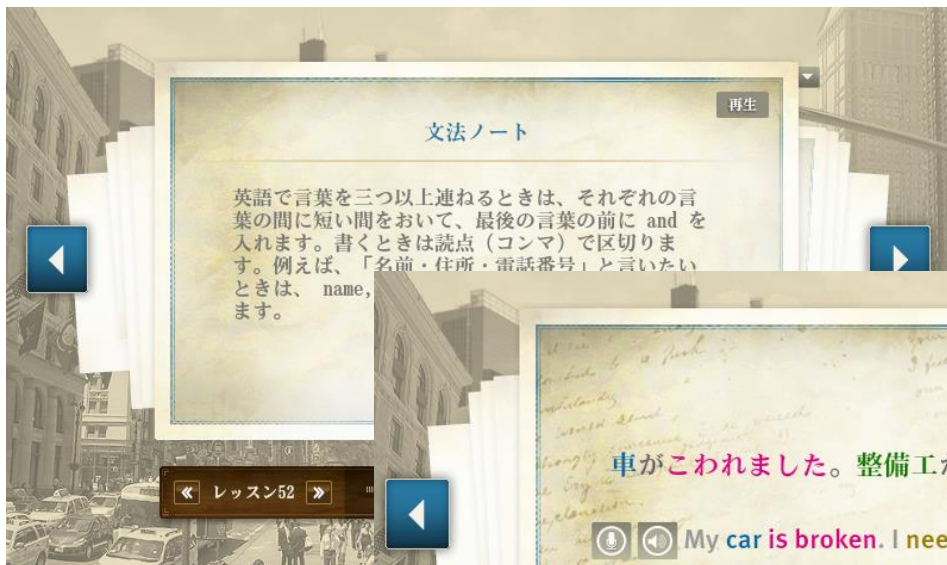 再生
文法ノート
英語で言葉を三つ以上連ねるときは、それぞれの言
葉の間に短い間をおいて、最後の言葉の前に and を
入れます。書くときは読点（コンマ）で区切りま
す。例えば、「名前・住所・電話番号」と言いたい
ときは、 name,
ます。
レッスン52
車がこわれました。整備工が
My car is broken. I nee